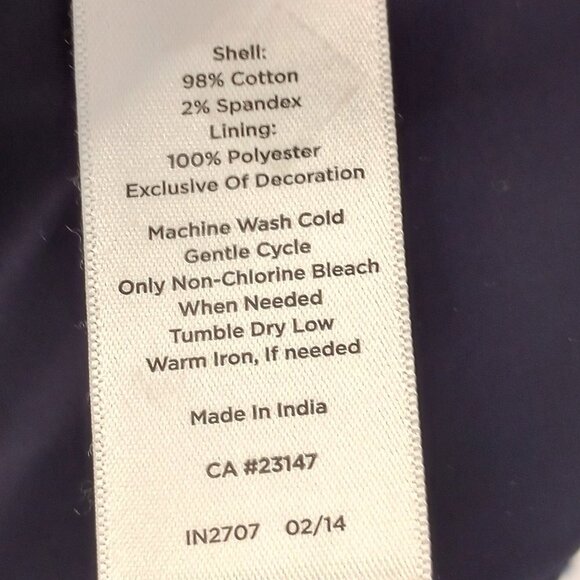 Shell:
98% Cotton
2% Spandex
Lining:
100% Polyester
Exclusive Of Decoration
Machine Wash Cold
Gentle Cycle
Only Non-Chlorine Bleach
When Needed
Tumble Dry Low
Warm Iron, If needed
Made In India
CA #23147
IN2707 02/14